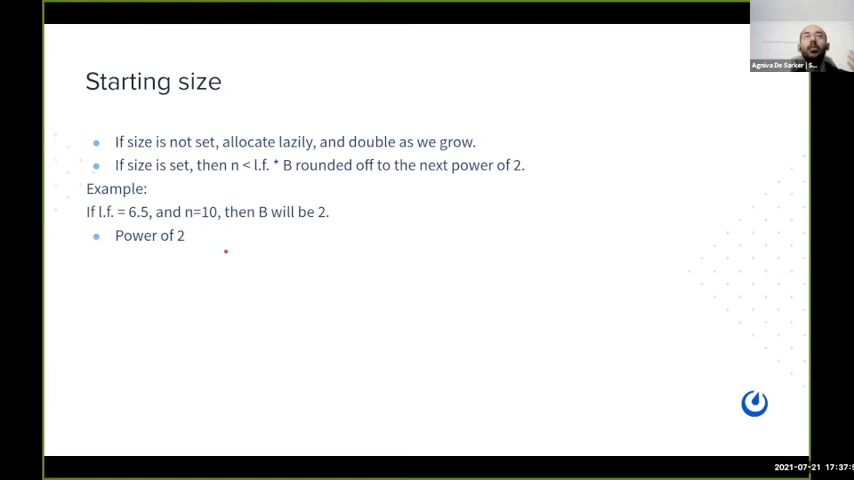 Starting size
If size is not set, allocate lazily, and double as we grow.
If size is set, then n < l.f. * B rounded off to the next power of 2.
Example:
If l.f. = 6.5, and n=10, then B will be 2.
Power of 2
Agniva De Sarker | S...
2021-07-21 17:37:5